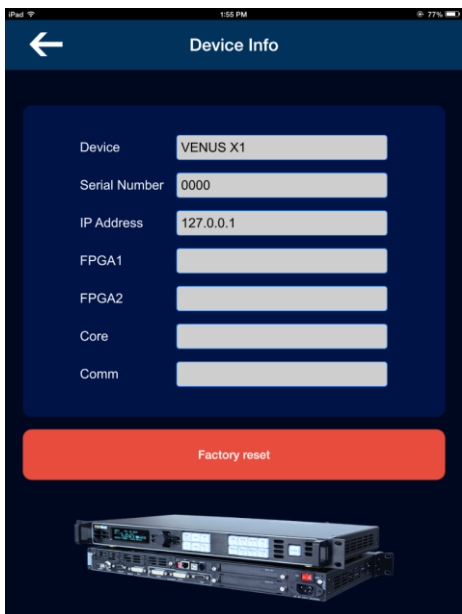 iPad 1:55 PM 77%
Device Info
Device VENUS X1
Serial Number 0000
IP Address 127.0.0.1
FPGA1
FPGA2
Core
Comm
Factory reset